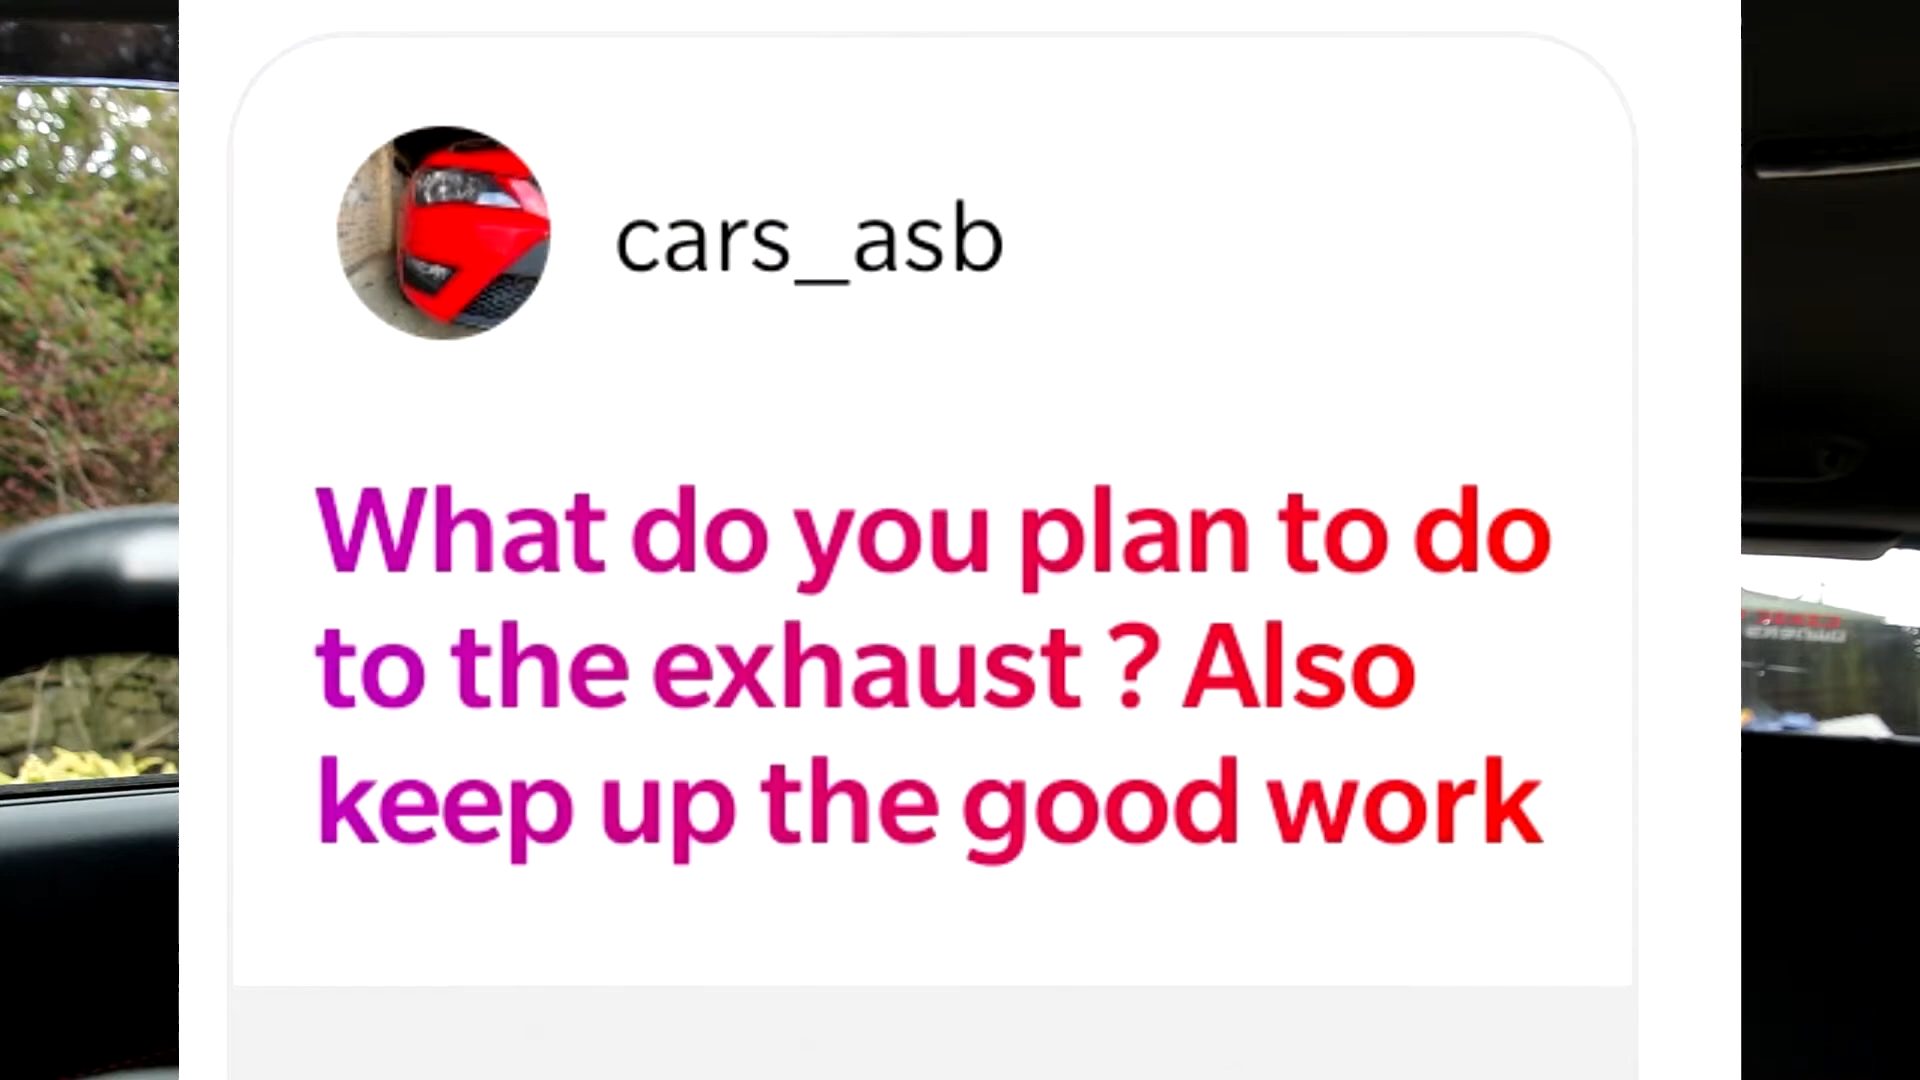 cars_asb
What do you plan to do
to the exhaust ? Also
keep up the good work